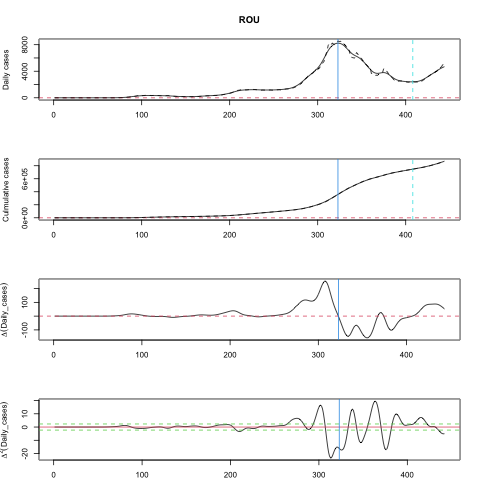 ROU
Daily cases
0 4000 8000
0 100 200 300 400
Culmulative cases
0e+00 6e+05
0 100 200 300 400
Δ(Daily_cases)
-100 100
0 100 200 300 400
Δ²(Daily_cases)
-20 0 10
0 100 200 300 400